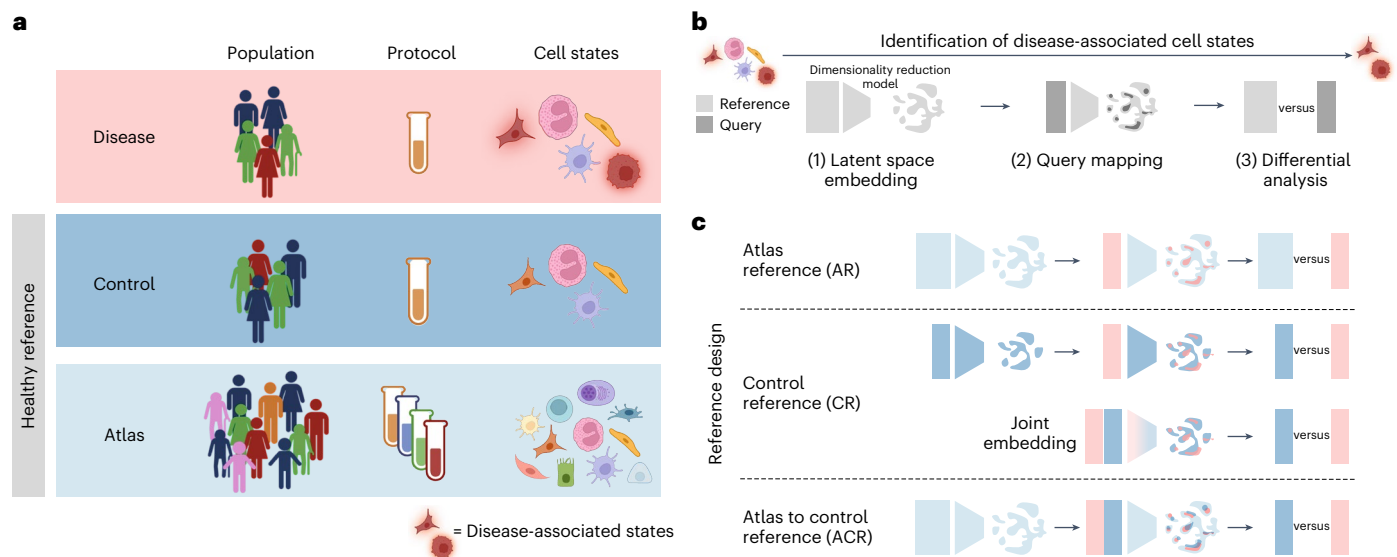 a
Population
Protocol
Cell states
Disease
Healthy reference
Control
Atlas
= Disease-associated states
b
Identification of disease-associated cell states
Dimensionality reduction
model
Reference
Query
versus
(1) Latent space
embedding
(2) Query mapping
(3) Differential
analysis
c
Reference design
Atlas
reference (AR)
versus
Control
reference (CR)
versus
Joint
embedding
versus
Atlas to control
reference (ACR)
versus